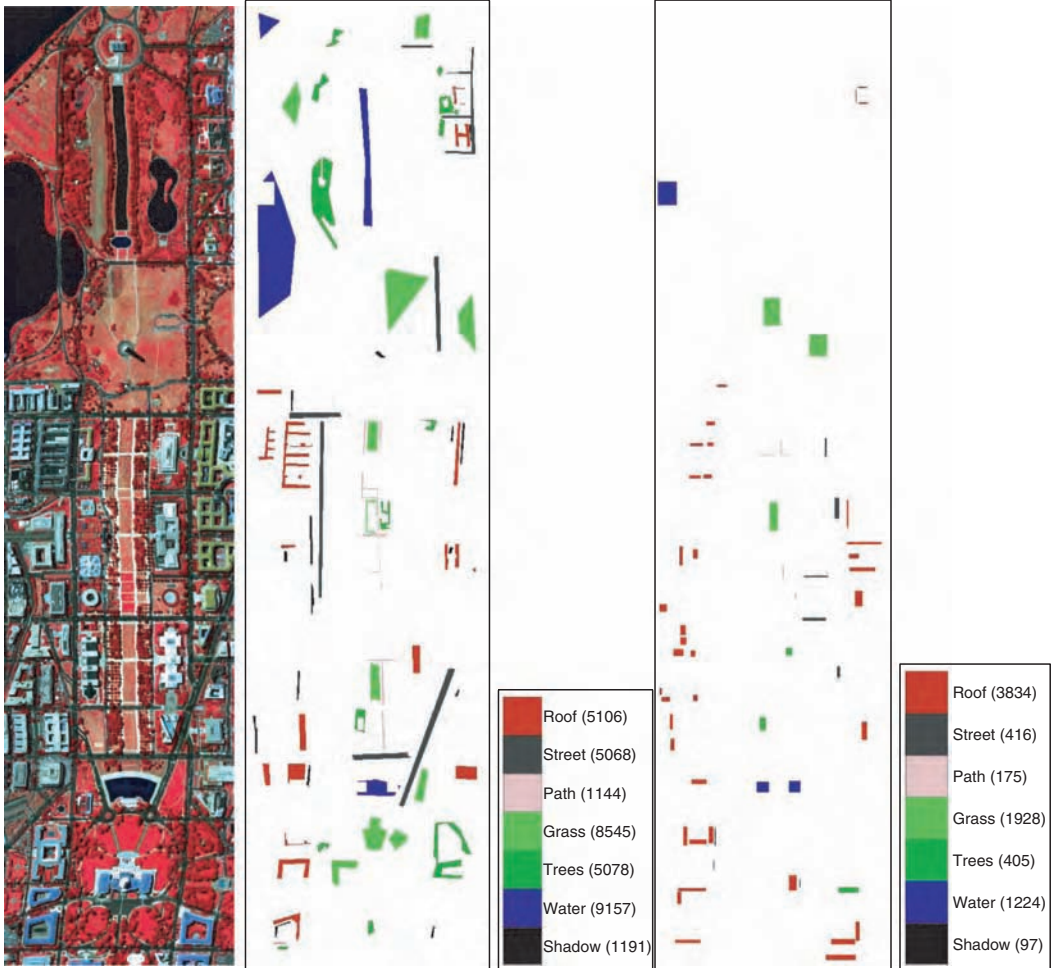 Roof (5106)
Street (5068)
Path (1144)
Grass (8545)
Trees (5078)
Water (9157)
Shadow (1191)
Roof (3834)
Street (416)
Path (175)
Grass (1928)
Trees (405)
Water (1224)
Shadow (97)